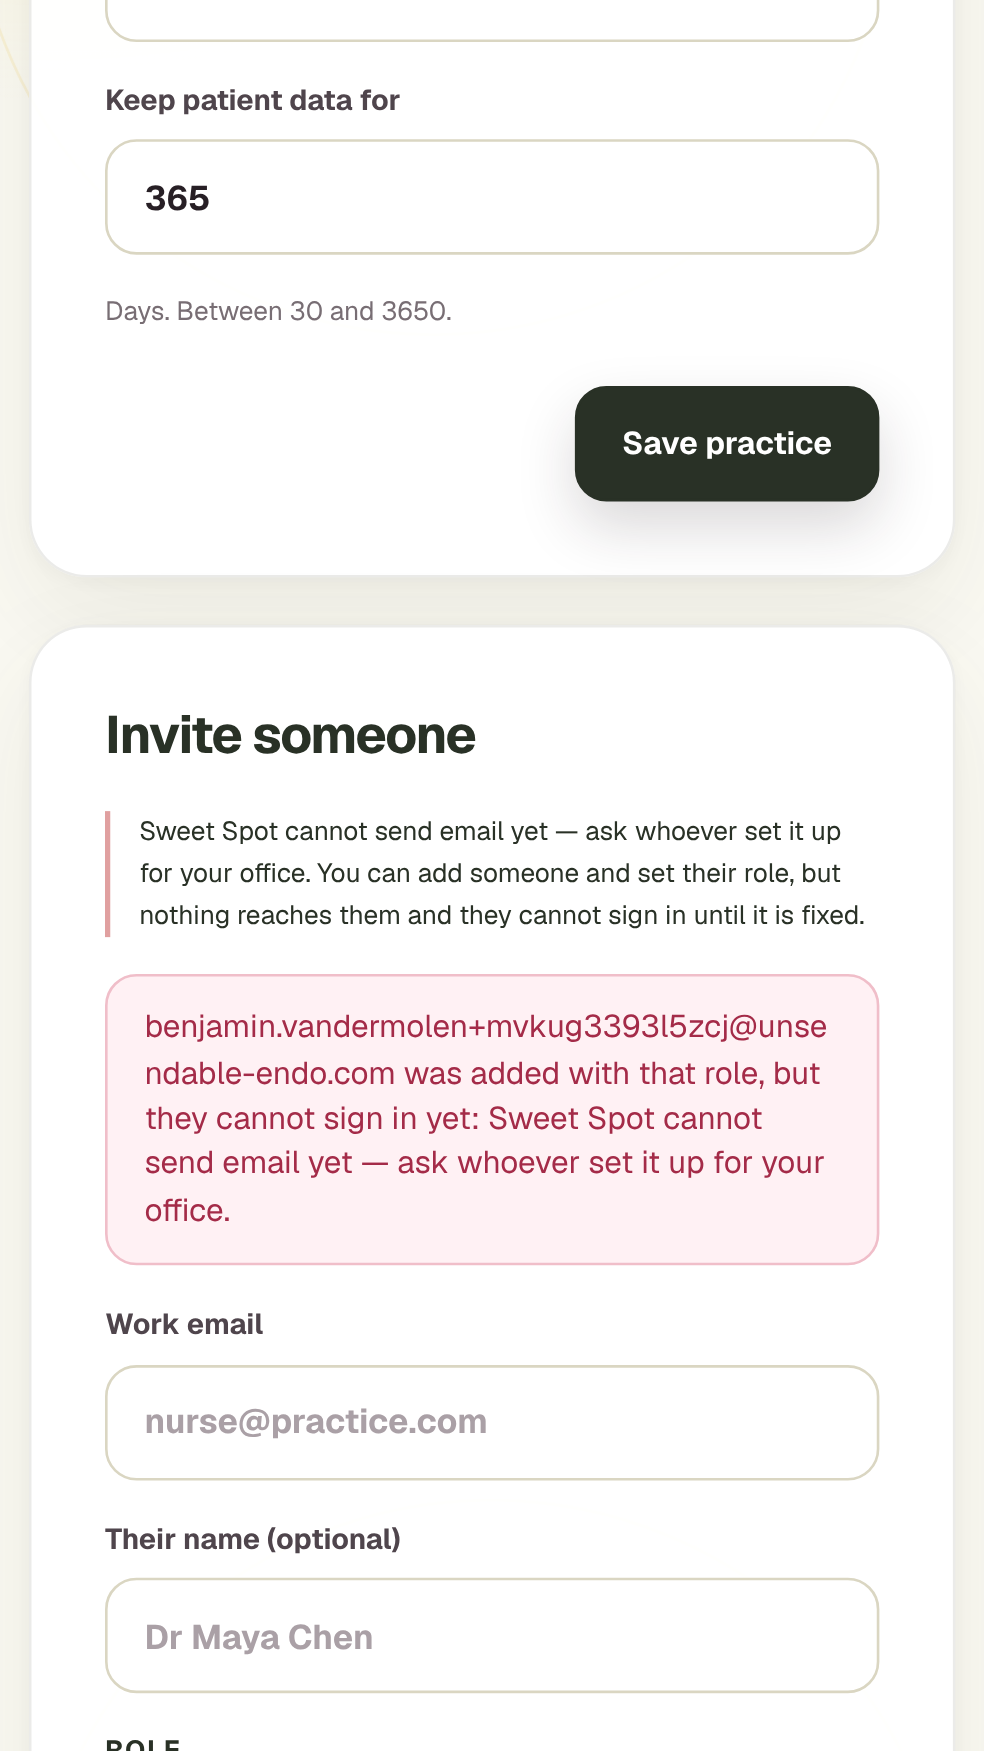 Keep patient data for
365
Days. Between 30 and 3650.
Save practice
Invite someone
Sweet Spot cannot send email yet — ask whoever set it up
for your office. You can add someone and set their role, but
nothing reaches them and they cannot sign in until it is fixed.
benjamin.vandermolen+mvkug3393l5zcj@unse
ndable-endo.com was added with that role, but
they cannot sign in yet: Sweet Spot cannot
send email yet — ask whoever set it up for your
office.
Work email
nurse@practice.com
Their name (optional)
Dr Maya Chen
ROLE